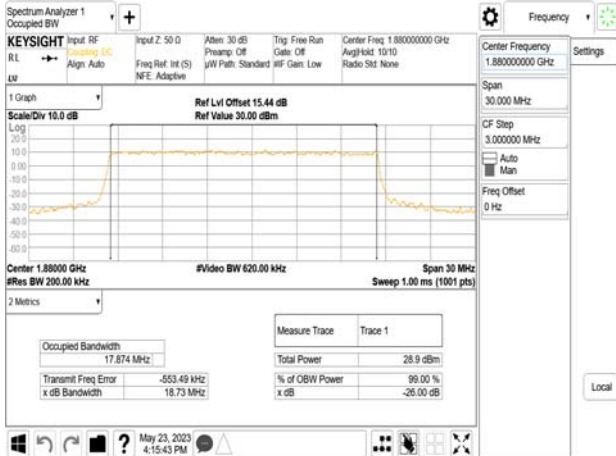 Spectrum Analyzer 1
Occupied BW
KEYSIGHT
RL
Input: RF
Coupling: DC
Align: Auto
Input Z: 50 Ω
Freq Ref: Int (S)
NFE: Adaptive
Atten: 30 dB
Preamp: Off
µW Path: Standard
Trig: Free Run
Gate: Off
#IF Gain: Low
Center Freq: 1.880000000 GHz
Avg|Hold: 10/10
Radio Std: None
1 Graph
Scale/Div 10.0 dB
Ref Lvl Offset 15.44 dB
Ref Value 30.00 dBm
Log
20.0
10.0
0.00
-10.0
-20.0
-30.0
-40.0
-50.0
-60.0
Center 1.88000 GHz
#Video BW 620.00 kHz
Span 30 MHz
#Res BW 200.00 kHz
Sweep 1.00 ms (1001 pts)
2 Metrics
Occupied Bandwidth
17.874 MHz
Transmit Freq Error -553.49 kHz
x dB Bandwidth 18.73 MHz
Measure Trace Trace 1
Total Power 28.9 dBm
% of OBW Power 99.00 %
x dB -26.00 dB
May 23, 2023
4:15:43 PM
Frequency
Settings
Center Frequency
1.880000000 GHz
Span
30.000 MHz
CF Step
3.000000 MHz
Auto
Man
Freq Offset
0 Hz
Local